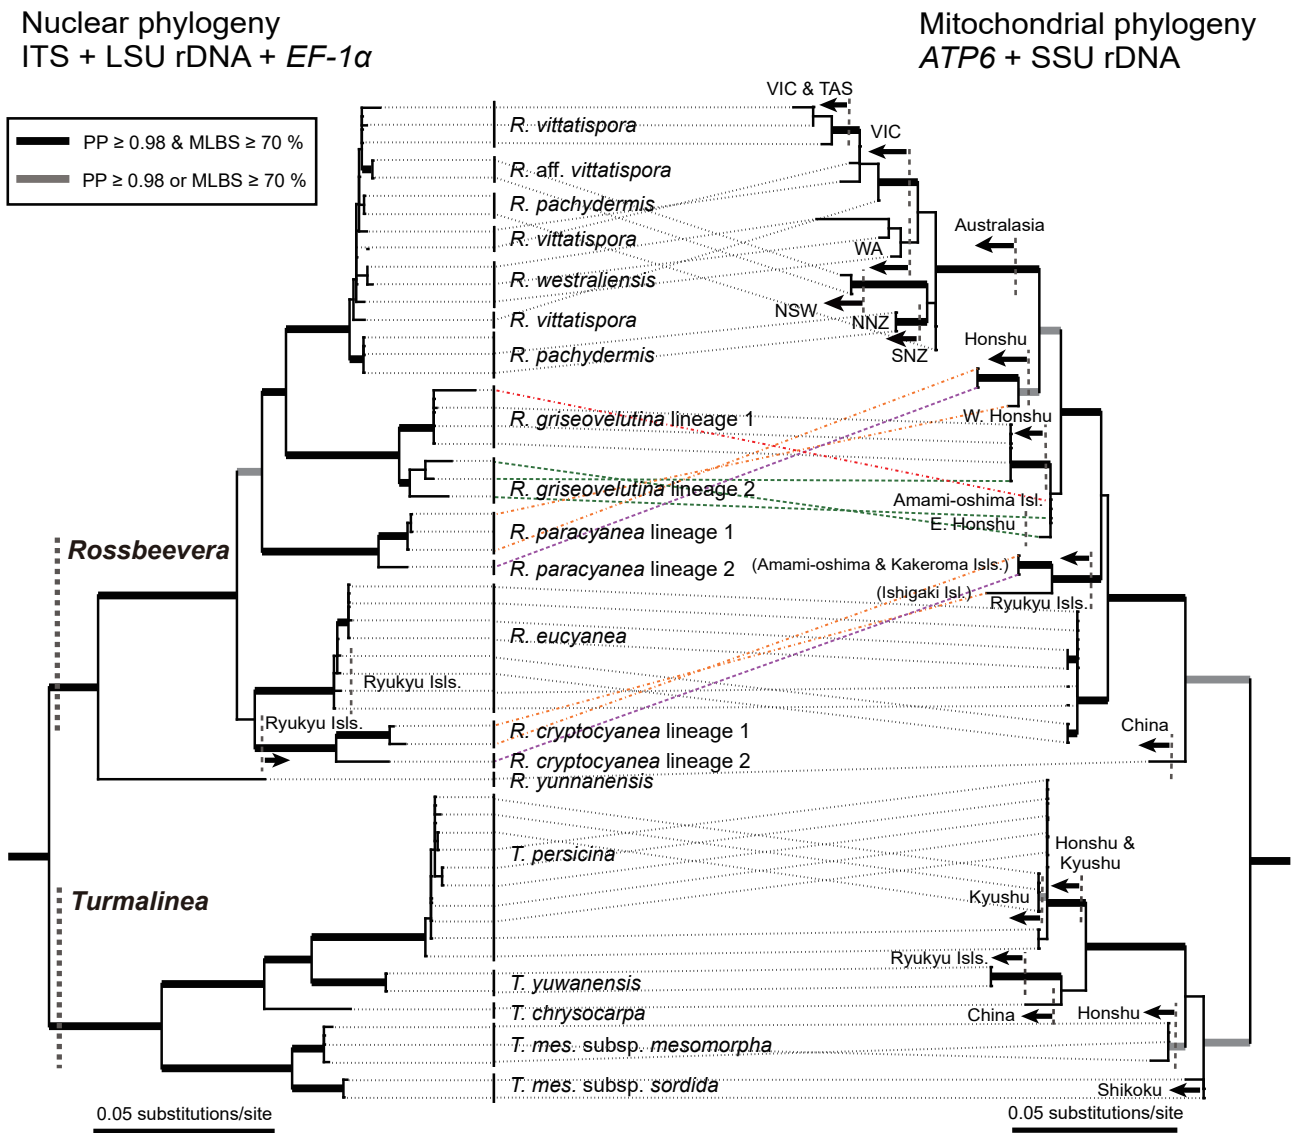 Nuclear phylogeny
ITS + LSU rDNA + EF-1α
Mitochondrial phylogeny
ATP6 + SSU rDNA
PP ≥ 0.98 & MLBS ≥ 70 %
PP ≥ 0.98 or MLBS ≥ 70 %
R. vittatispora
R. aff. vittatispora
R. pachydermis
R. vittatispora
R. westraliensis
R. vittatispora
R. pachydermis
R. griseovelutina lineage 1
R. griseovelutina lineage 2
R. paracyanea lineage 1
R. paracyanea lineage 2
R. eucyanea
R. cryptocyanea lineage 1
R. cryptocyanea lineage 2
R. yunnanensis
T. persicina
T. yuwanensis
T. chrysocarpa
T. mes. subsp. mesomorpha
T. mes. subsp. sordida
Rossbeevera
Turmalinea
Ryukyu Isls.
Ryukyu Isls.
0.05 substitutions/site
VIC & TAS
VIC
Australasia
WA
NSW
NNZ
SNZ
Honshu
W. Honshu
Amami-oshima Isl.
E. Honshu
(Amami-oshima & Kakeroma Isls.)
(Ishigaki Isl.)
Ryukyu Isls.
China
Honshu &
Kyushu
Kyushu
Ryukyu Isls.
China
Honshu
Shikoku
0.05 substitutions/site